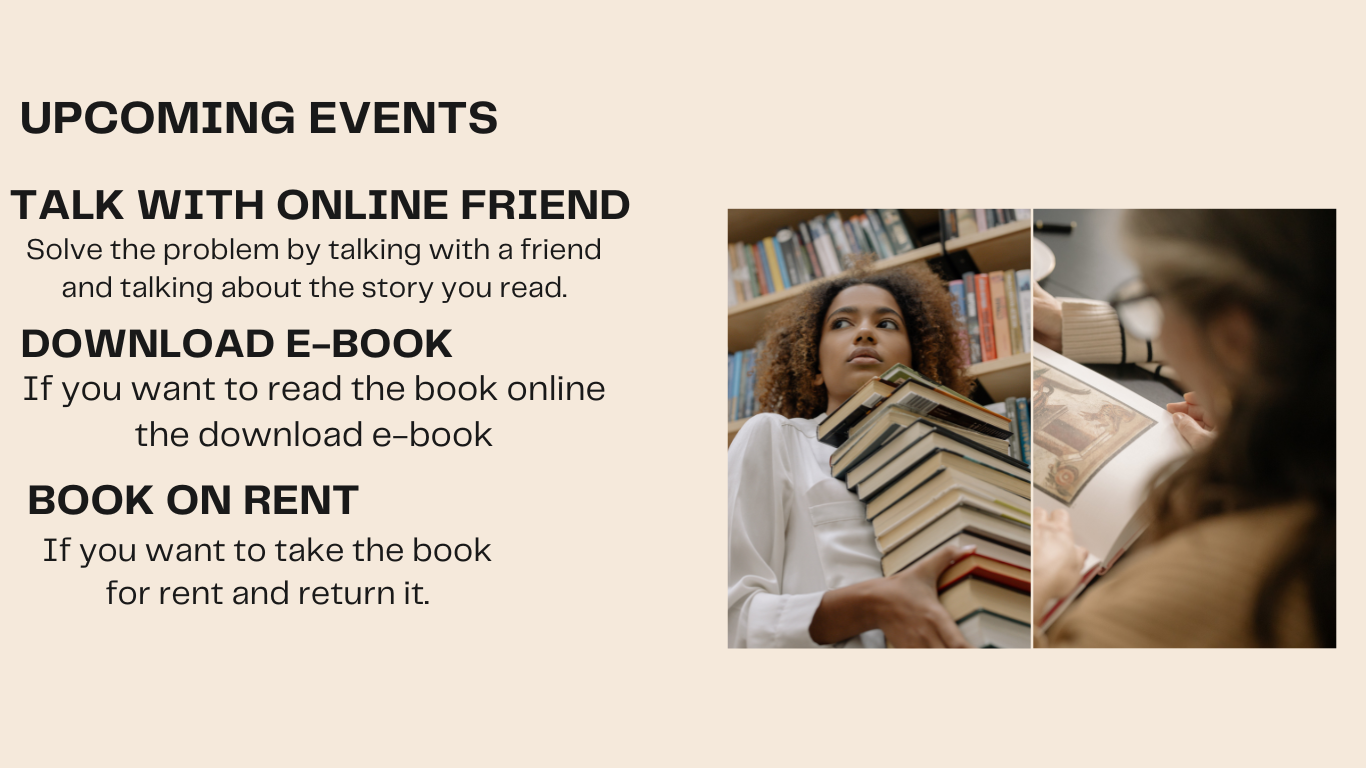 UPCOMING EVENTS
TALK WITH ONLINE FRIEND
Solve the problem by talking with a friend
and talking about the story you read.
DOWNLOAD E-BOOK
If you want to read the book online
the download e-book
BOOK ON RENT
If you want to take the book
for rent and return it.